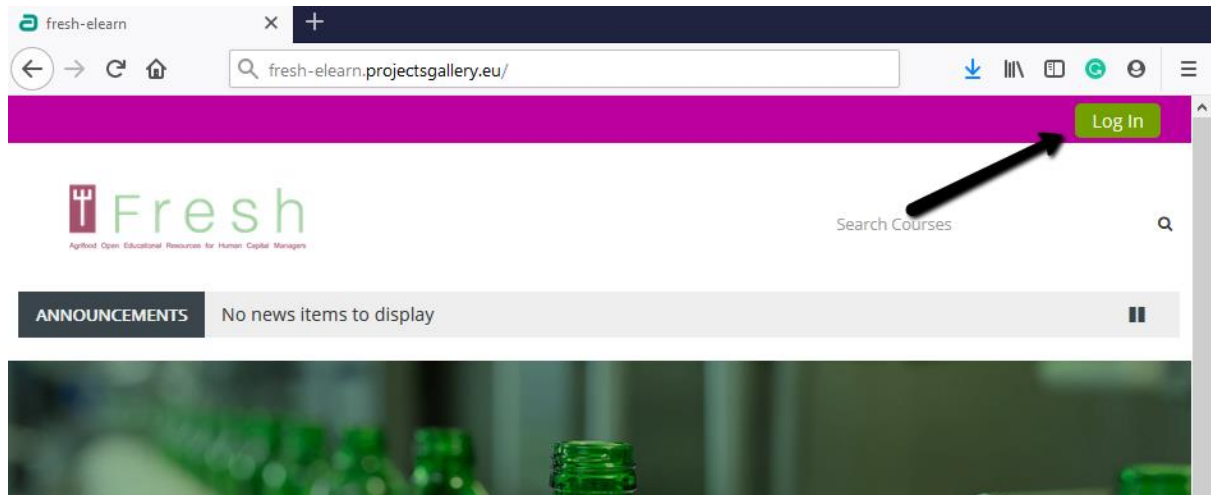 fresh-elearn
fresh-elearn.projectsgallery.eu/
Log In
Fresh
Agrifood Open Educational Resources for Human Capital Managers
Search Courses
ANNOUNCEMENTS No news items to display